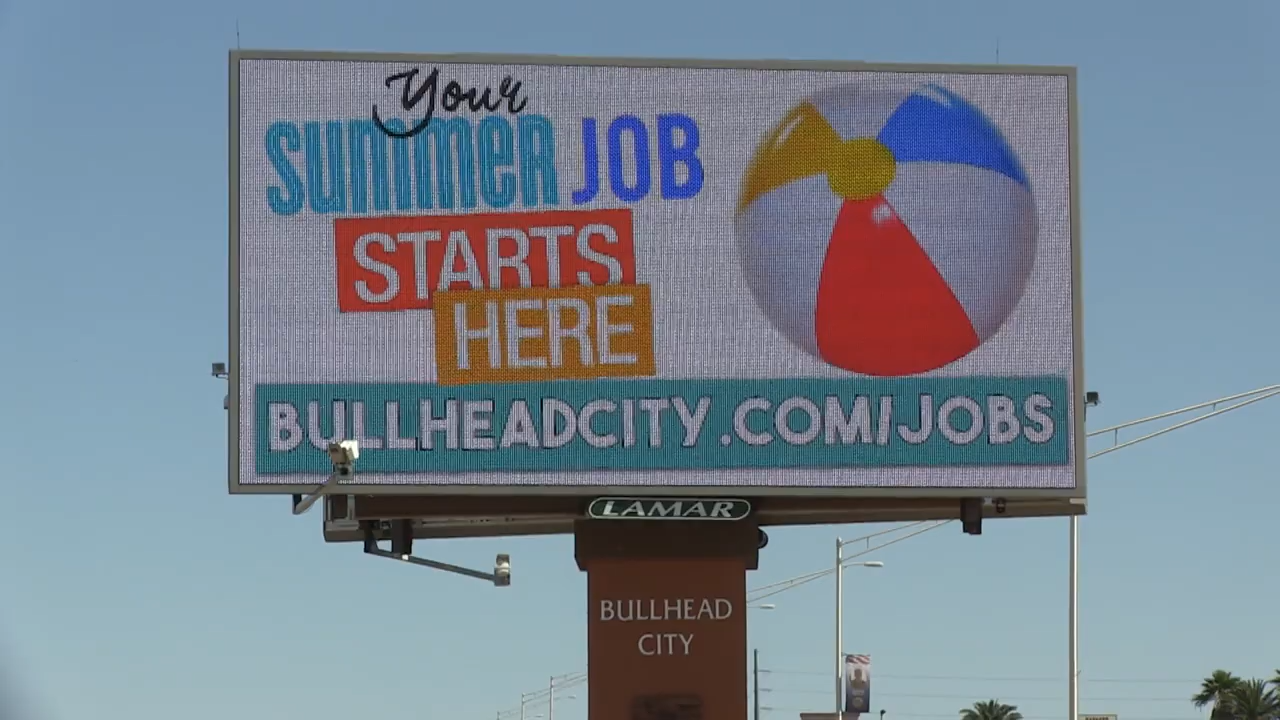 Your
SUMMER JOB
STARTS
HERE
BULLHEADCITY.COM/JOBS
LAMAR
BULLHEAD
CITY